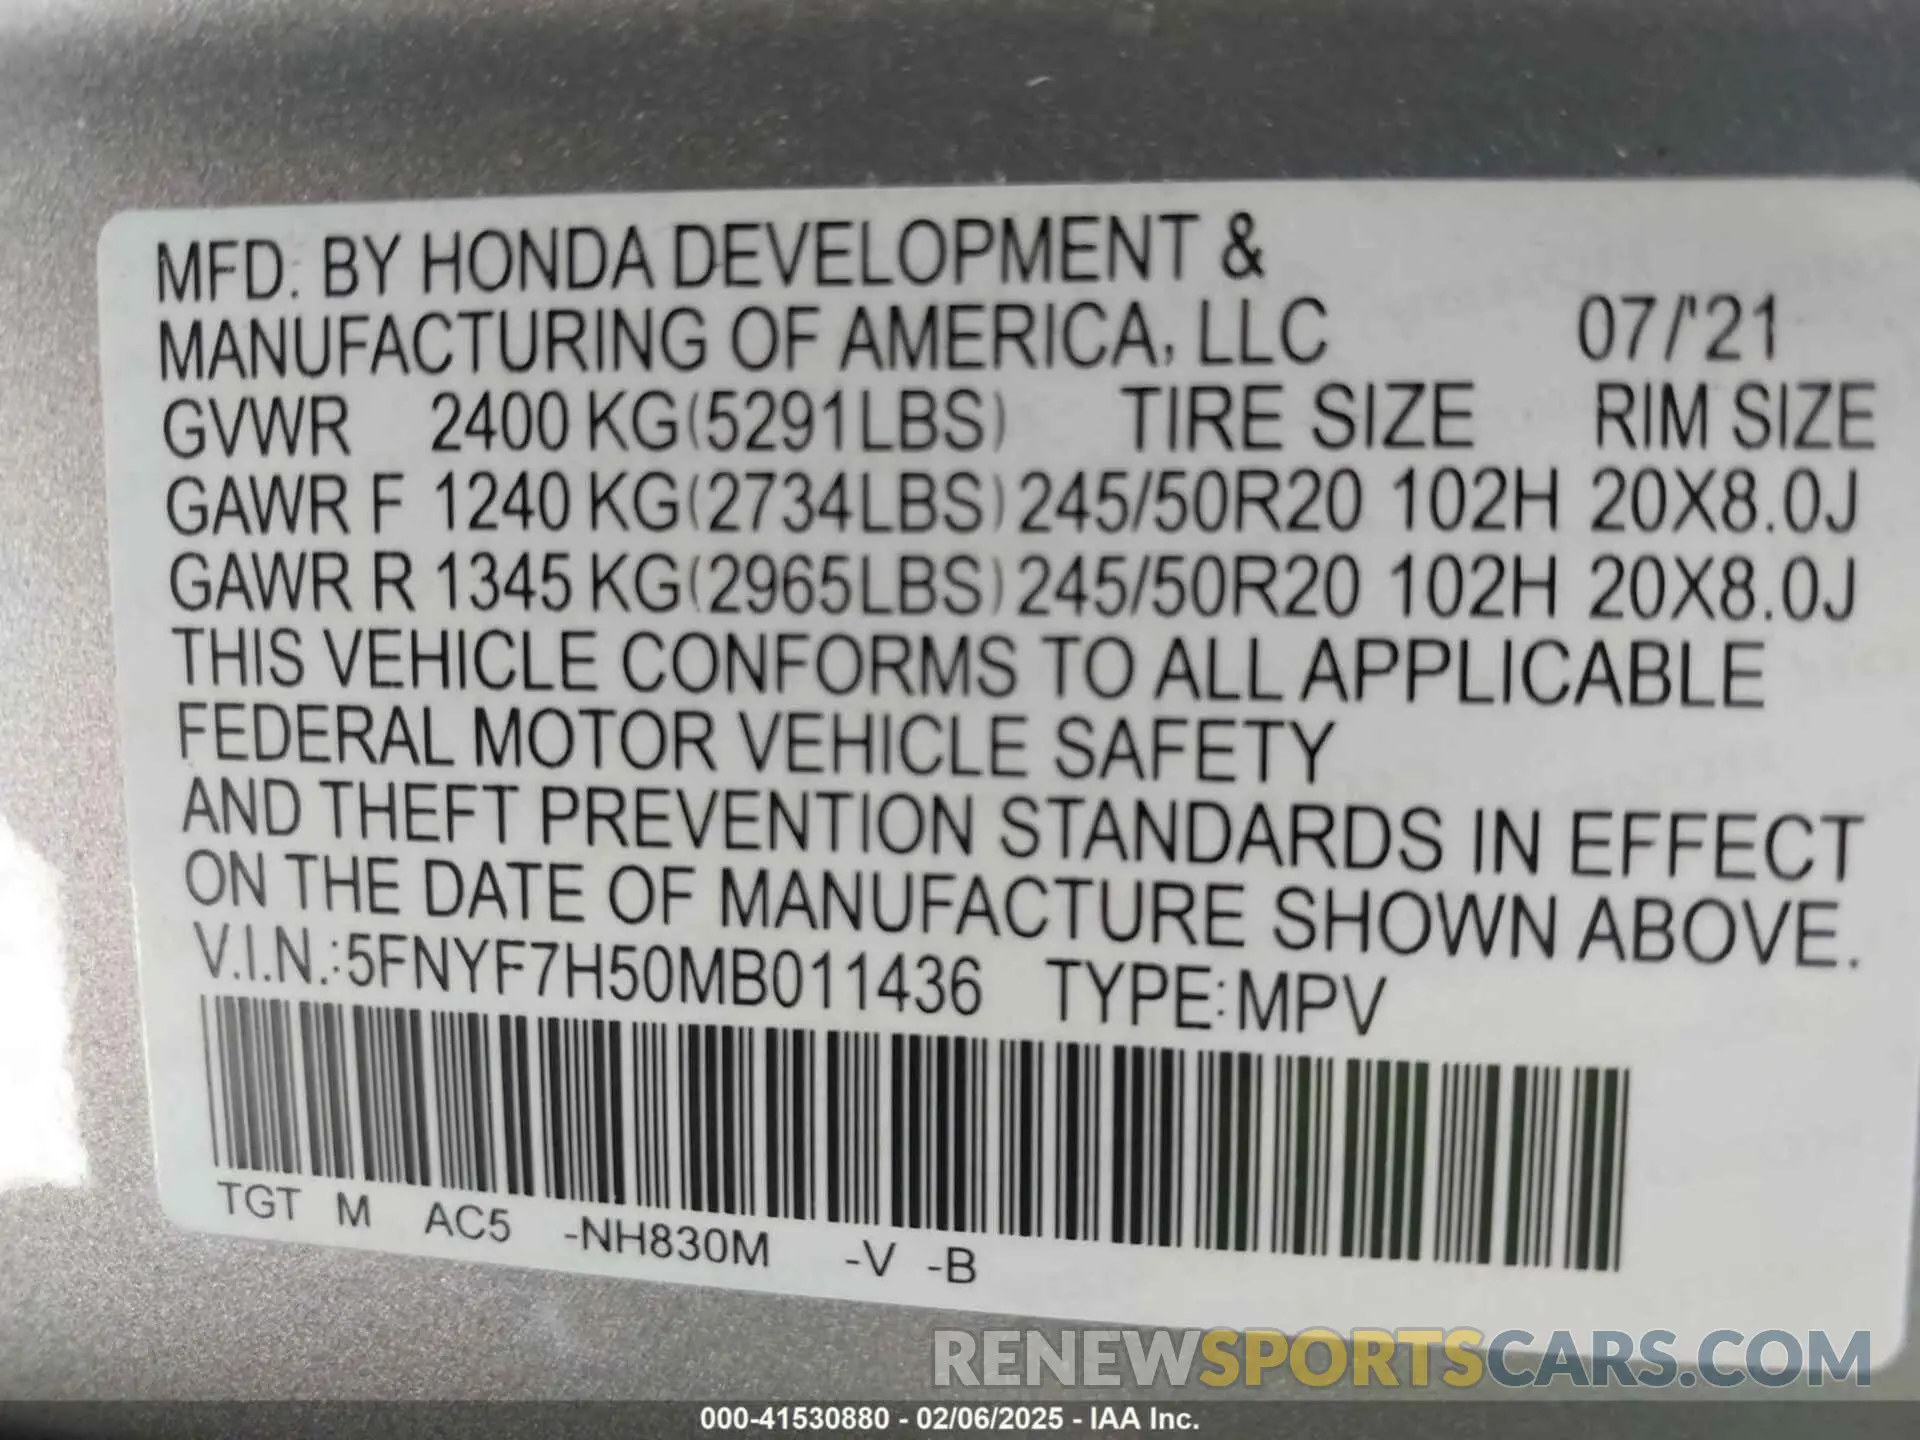 MFD. BY HONDA DEVELOPMENT &
MANUFACTURING OF AMERICA, LLC 07/'21
GVWR 2400 KG(5291LBS) TIRE SIZE RIM SIZE
GAWR F 1240 KG(2734LBS) 245/50R20 102H 20X8.0J
GAWR R 1345 KG(2965LBS) 245/50R20 102H 20X8.0J
THIS VEHICLE CONFORMS TO ALL APPLICABLE
FEDERAL MOTOR VEHICLE SAFETY
AND THEFT PREVENTION STANDARDS IN EFFECT
ON THE DATE OF MANUFACTURE SHOWN ABOVE.
V.I.N.:5FNYF7H50MB011436 TYPE:MPV
TGT M AC5 -NH830M -V -B
RENEWSPORTSCARS.COM
000-41530880 - 02/06/2025 - IAA Inc.